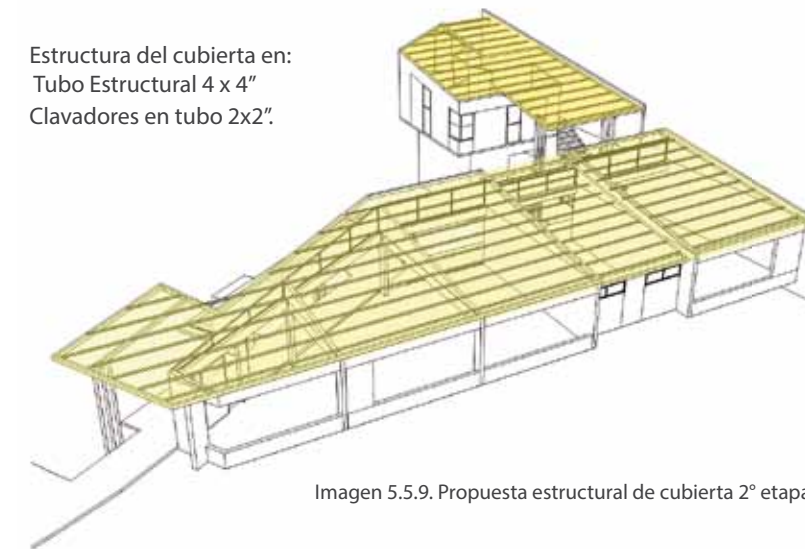 Estructura del cubierta en:
Tubo Estructural 4 x 4”
Clavadores en tubo 2x2”.
Imagen 5.5.9. Propuesta estructural de cubierta 2° etapa